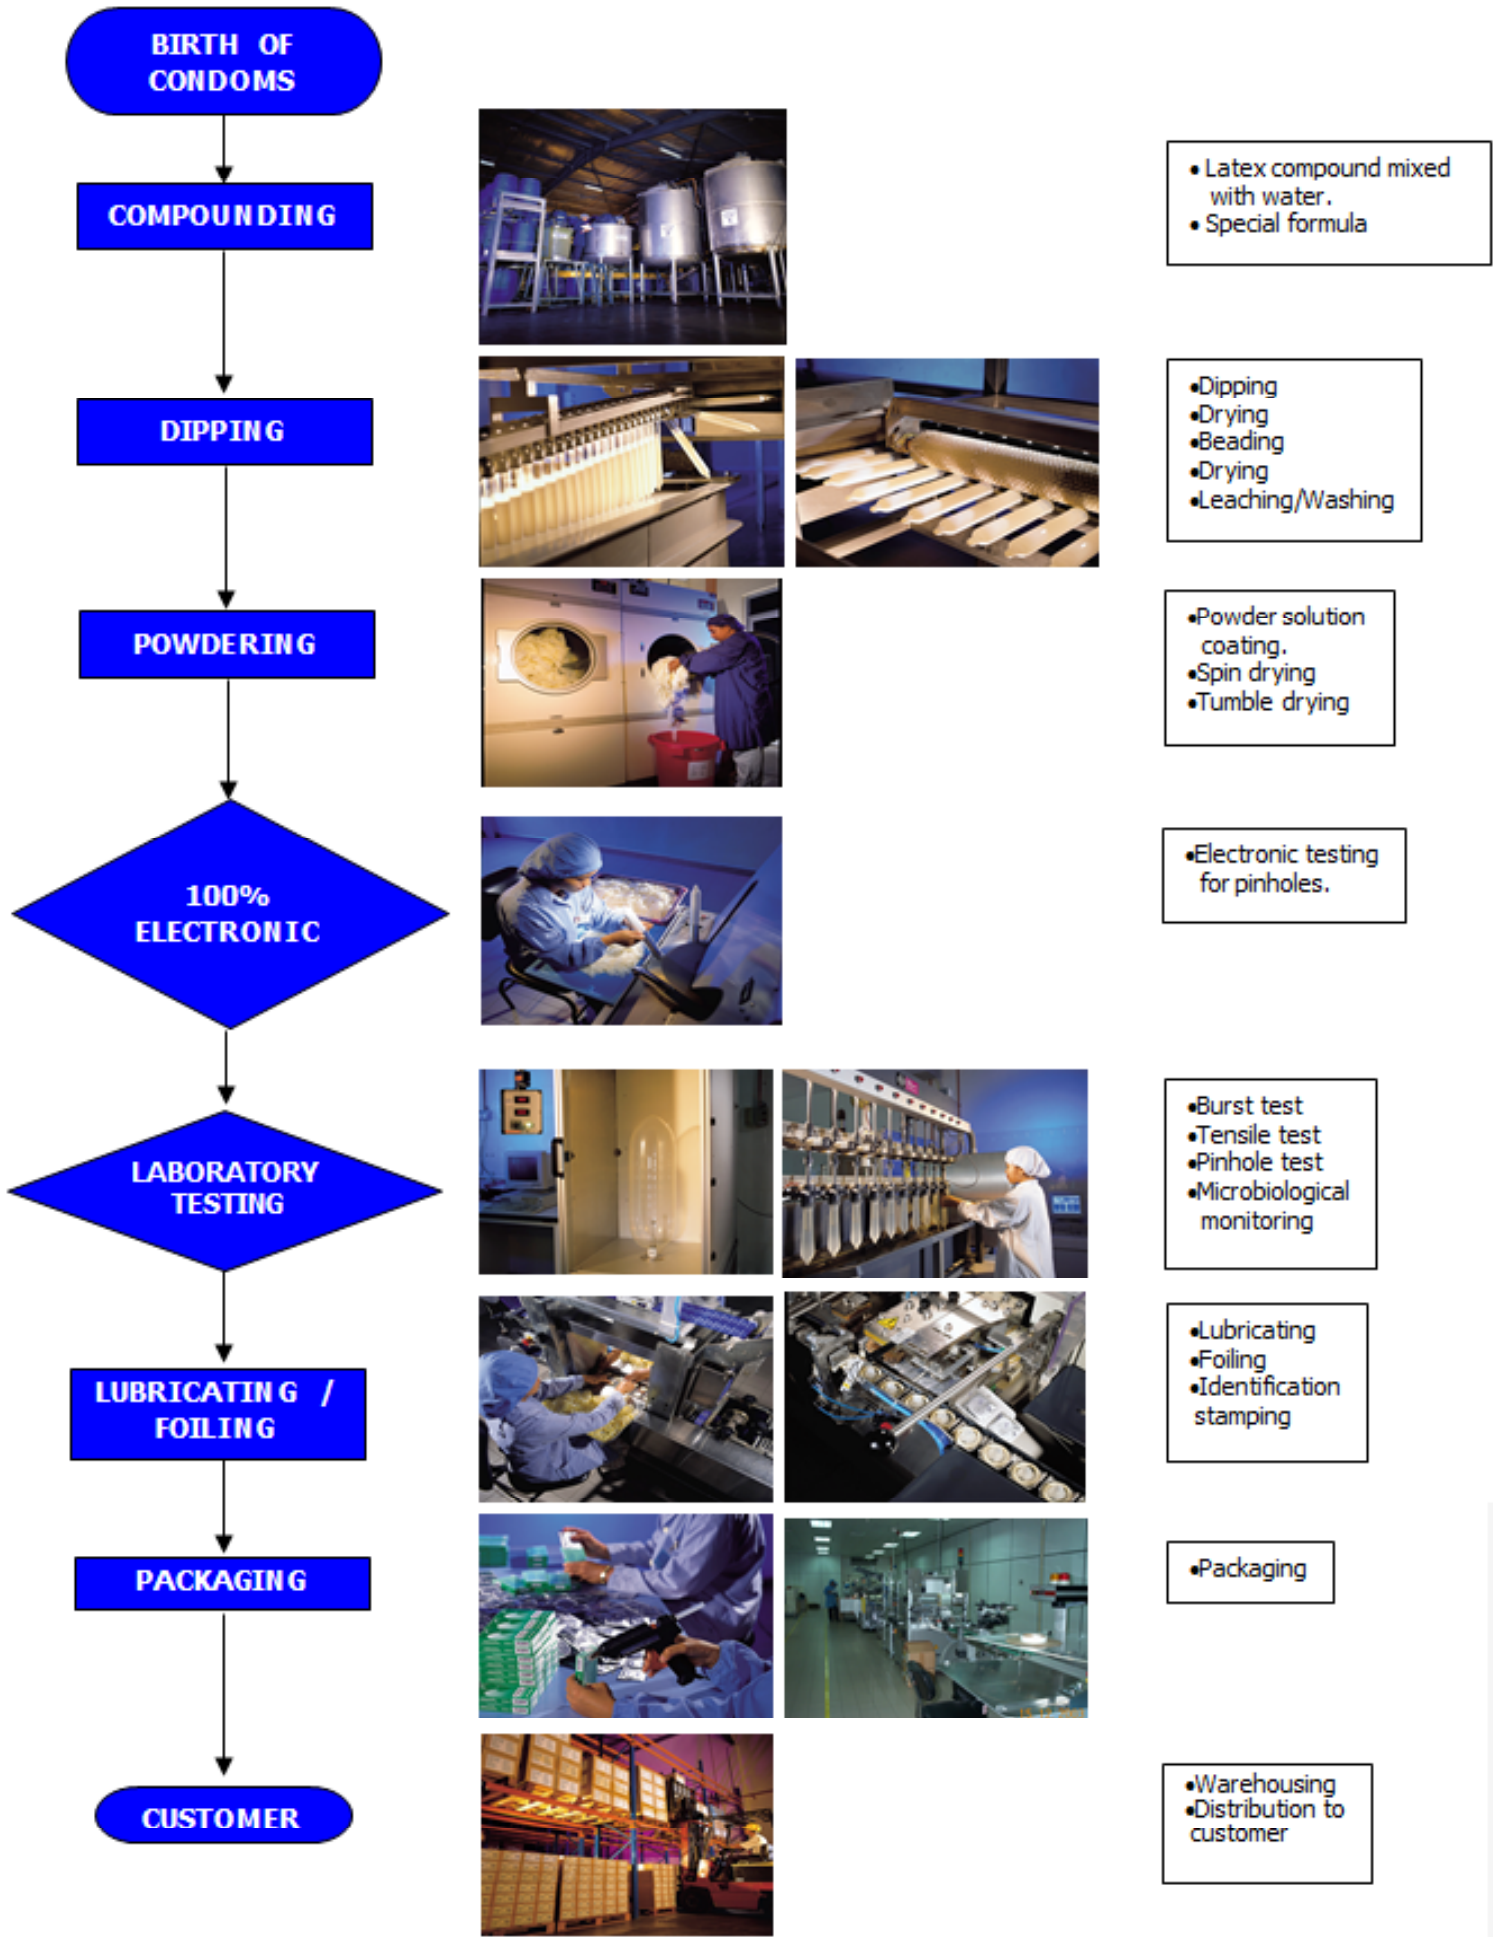 BIRTH OF
CONDOMS
COMPOUNDING
• Latex compound mixed
with water.
• Special formula
DIPPING
•Dipping
•Drying
•Beading
•Drying
•Leaching/Washing
POWDERING
•Powder solution
coating.
•Spin drying
•Tumble drying
100%
ELECTRONIC
•Electronic testing
for pinholes.
LABORATORY
TESTING
•Burst test
•Tensile test
•Pinhole test
•Microbiological
monitoring
LUBRICATING /
FOILING
•Lubricating
•Foiling
•Identification
stamping
PACKAGING
•Packaging
CUSTOMER
•Warehousing
•Distribution to
customer